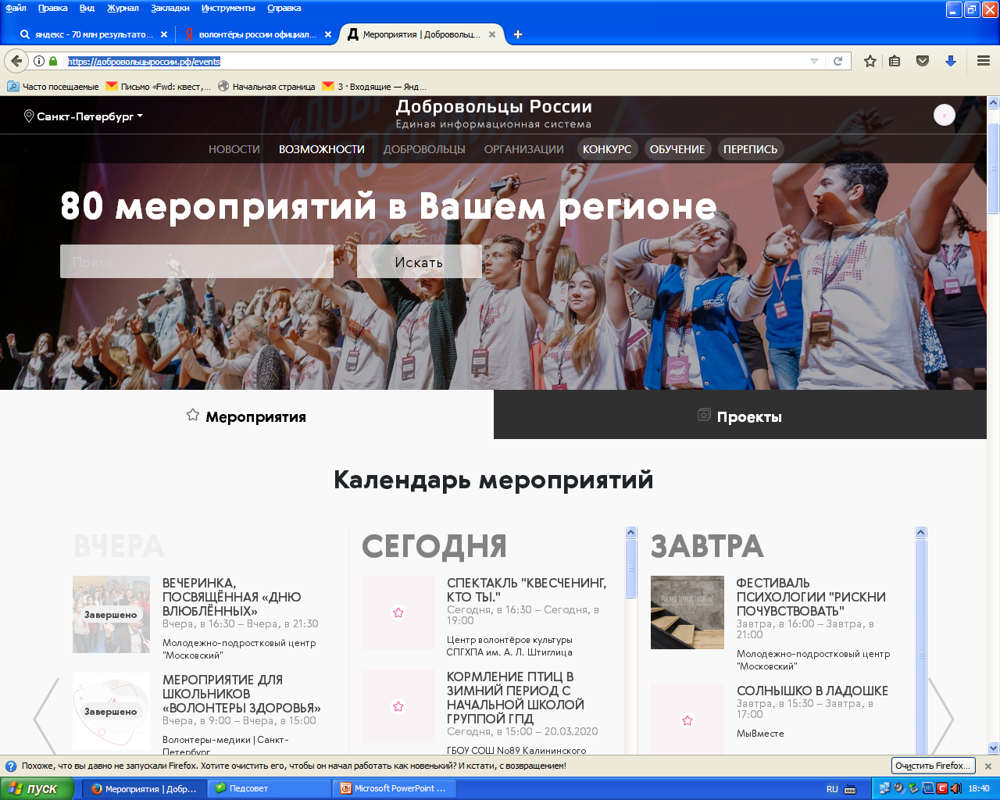 Файл Правка Вид Журнал Закладки Инструменты Справка
яндекс - 70 млн результато...
волонтёры россии официал...
Мероприятия | Добровольц...
https://добровольцыроссии.рф/events
Часто посещаемые
Письмо «Fwd: квест,...
Начальная страница
3 · Входящие — Янд...
Санкт-Петербург
Добровольцы России
Единая информационная система
НОВОСТИ ВОЗМОЖНОСТИ ДОБРОВОЛЬЦЫ ОРГАНИЗАЦИИ КОНКУРС ОБУЧЕНИЕ ПЕРЕПИСЬ
80 мероприятий в Вашем регионе
Поиск
Искать
Мероприятия
Проекты
Календарь мероприятий
ВЧЕРА
Завершено
ВЕЧЕРИНКА,
ПОСВЯЩЁННАЯ «ДНЮ
ВЛЮБЛЁННЫХ»
Вчера, в 16:30 – Вчера, в 21:30
Молодежно-подростковый центр
"Московский"
Завершено
МЕРОПРИЯТИЕ ДЛЯ
ШКОЛЬНИКОВ
«ВОЛОНТЕРЫ ЗДОРОВЬЯ»
Вчера, в 9:00 – Вчера, в 15:00
Волонтеры-медики | Санкт-
Петербург
СЕГОДНЯ
СПЕКТАКЛЬ "КВЕСЧЕНИНГ,
КТО ТЫ."
Сегодня, в 16:30 – Сегодня, в
19:00
Центр волонтёров культуры
СПГХПА им. А. Л. Штиглица
КОРМЛЕНИЕ ПТИЦ В
ЗИМНИЙ ПЕРИОД С
НАЧАЛЬНОЙ ШКОЛОЙ
ГРУППОЙ ГПД
Сегодня, в 15:00 – 20.03.2020
ГБОУ СОШ No89 Калининского
ЗАВТРА
ФЕСТИВАЛЬ
ПСИХОЛОГИИ "РИСКНИ
ПОЧУВСТВОВАТЬ"
Завтра, в 16:00 – Завтра, в
21:00
Молодежно-подростковый центр
"Московский"
СОЛНЫШКО В ЛАДОШКЕ
Завтра, в 15:30 – Завтра, в
17:00
МыВместе
Похоже, что вы давно не запускали Firefox. Хотите очистить его, чтобы он начал работать как новенький? И кстати, с возвращением!
Очистить Firefox...
пуск
Мероприятия | Добр...
Педсовет
Microsoft PowerPoint ...
RU
18:40